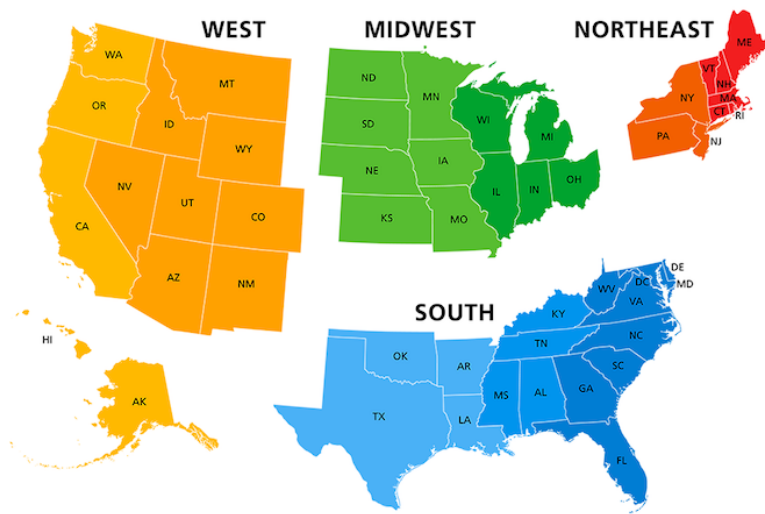 WEST
MIDWEST
NORTHEAST
WA
MT
OR
ID
WY
NV
UT
CO
CA
AZ
NM
HI
AK
ND
MN
SD
WI
MI
NE
IA
IL
IN
OH
KS
MO
ME
VT
NH
NY
MA
CT
RI
PA
NJ
SOUTH
DE
WV
DC
MD
VA
KY
NC
TN
OK
AR
SC
MS
AL
GA
TX
LA
FL